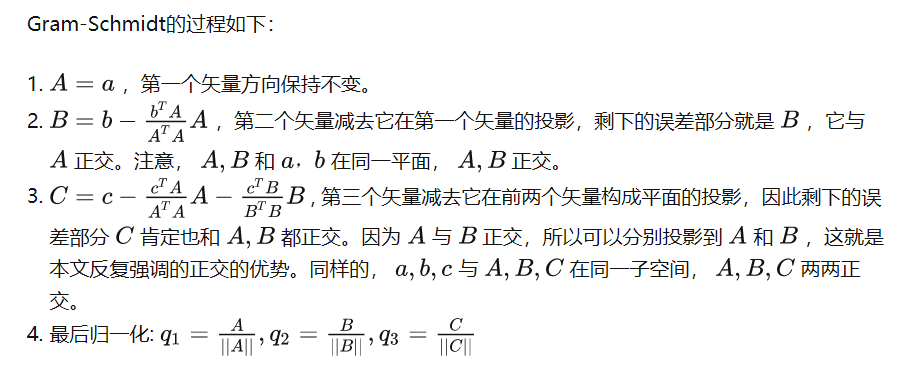 Gram-Schmidt的过程如下：
1. $A = a$ ，第一个矢量方向保持不变。
2. $B = b - \frac{b^T A}{A^T A} A$ ，第二个矢量减去它在第一个矢量的投影，剩下的误差部分就是 $B$ ，它与
$A$ 正交。注意， $A, B$ 和 $a，b$ 在同一平面， $A, B$ 正交。
3. $C = c - \frac{c^T A}{A^T A} A - \frac{c^T B}{B^T B} B$ , 第三个矢量减去它在前两个矢量构成平面的投影，因此剩下的误
差部分 $C$ 肯定也和 $A, B$ 都正交。因为 $A$ 与 $B$ 正交，所以可以分别投影到 $A$ 和 $B$ ，这就是
本文反复强调的正交的优势。同样的， $a, b, c$ 与 $A, B, C$ 在同一子空间， $A, B, C$ 两两正
交。
4. 最后归一化: $q_1 = \frac{A}{||A||}, q_2 = \frac{B}{||B||}, q_3 = \frac{C}{||C||}$